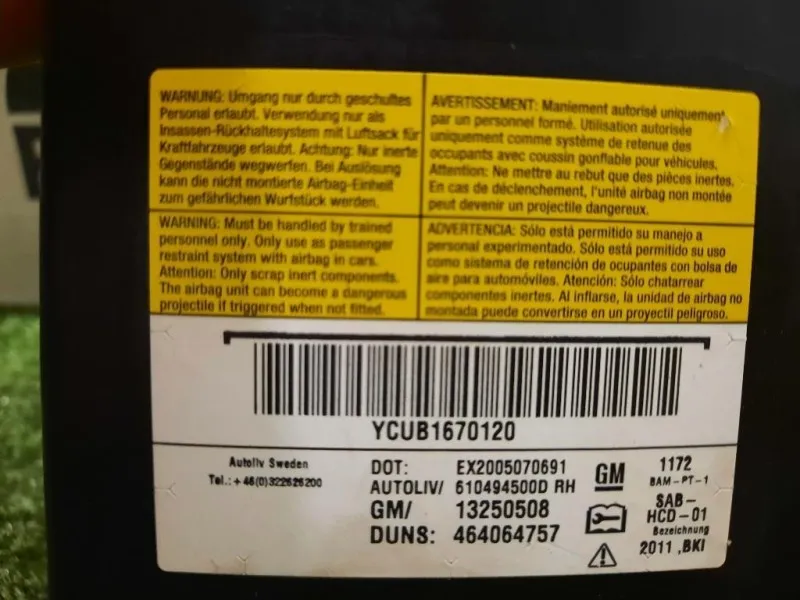 WARNUNG: Umgang nur durch geschultes
Personal erlaubt. Verwendung nur als
Insassen-Rückhaltesystem mit Luftsack für
Kraftfahrzeuge erlaubt. Achtung: Nur inerte
Gegenstände wegwerfen. Bei Auslösung
kann die nicht montierte Airbag-Einheit
zum gefährlichen Wurfstück werden.
AVERTISSEMENT: Maniement autorisé uniquement
par un personnel formé. Utilisation autorisée
uniquement comme système de retenue des
occupants avec coussin gonflable pour véhicules.
Attention: Ne mettre au rebut que des pièces inertes.
En cas de déclenchement, l'unité airbag non montée
peut devenir un projectile dangereux.
WARNING: Must be handled by trained
personnel only. Only use as passenger
restraint system with airbag in cars.
Attention: Only scrap inert components.
The airbag unit can become a dangerous
projectile if triggered when not fitted.
ADVERTENCIA: Sólo está permitido su manejo a
personal experimentado. Sólo está permitido su uso
como sistema de retención de ocupantes con bolsa de
aire para automóviles. Atención: Sólo chatarrear
componentes inertes. Al inflarse, la unidad de airbag no
montada puede convertirse en un proyectil peligroso.
YCUB1670120
Autoliv Sweden
Tel.: + 46(0)322626200
DOT: EX2005070691
AUTOLIV/ 610494500D RH
GM/ 13250508
DUNS: 464064757
GM
1172
BAM-PT-1
SAB-
HCD-01
Bezeichnung
2011 ,BKI